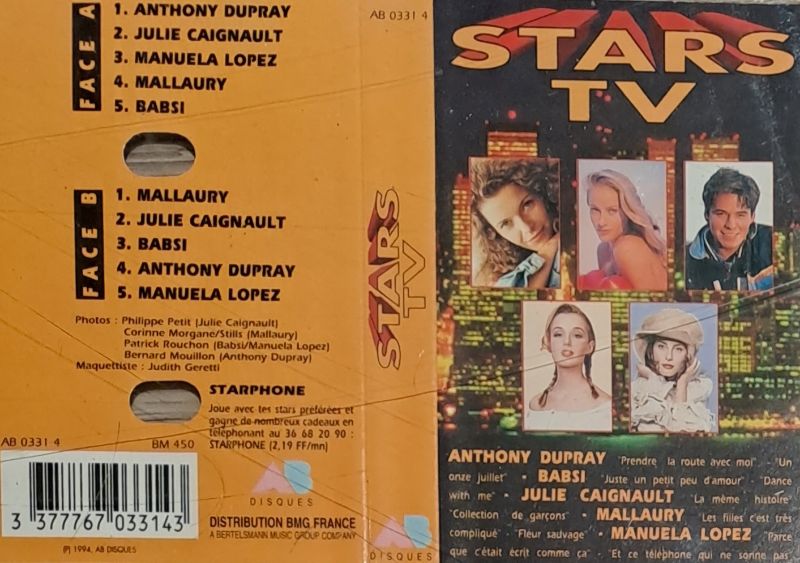 FACE A
1. ANTHONY DUPRAY
2. JULIE CAIGNAULT
3. MANUELA LOPEZ
4. MALLAURY
5. BABSI
FACE B
1. MALLAURY
2. JULIE CAIGNAULT
3. BABSI
4. ANTHONY DUPRAY
5. MANUELA LOPEZ
Photos : Philippe Petit (Julie Caignault)
Corinne Morgane/Stills (Mallaury)
Patrick Rouchon (Babsi/Manuela Lopez)
Bernard Mouillon (Anthony Dupray)
Maquettiste : Judith Geretti
STARPHONE
Joue avec tes stars préférées et
gagne de nombreux cadeaux en
téléphonant au 36 68 20 90 :
STARPHONE (2,19 FF/mn)
AB 0331 4
BM 450
3 377767 033143
(P) 1994, AB DISQUES
AB
DISQUES
DISTRIBUTION BMG FRANCE
A BERTELSMANN MUSIC GROUP COMPANY
AB 0331 4
STARS
TV
AB
DISQUES
STARS
TV
ANTHONY DUPRAY "Prendre la route avec moi" - "Un
onze juillet" • BABSI "Juste un petit peu d'amour" - "Dance
with me" • JULIE CAIGNAULT "La même histoire"
"Collection de garçons" • MALLAURY "Les filles c'est très
compliqué" - "Fleur sauvage" • MANUELA LOPEZ "Parce
que c'était écrit comme ça" - "Et ce téléphone qui ne sonne pas"